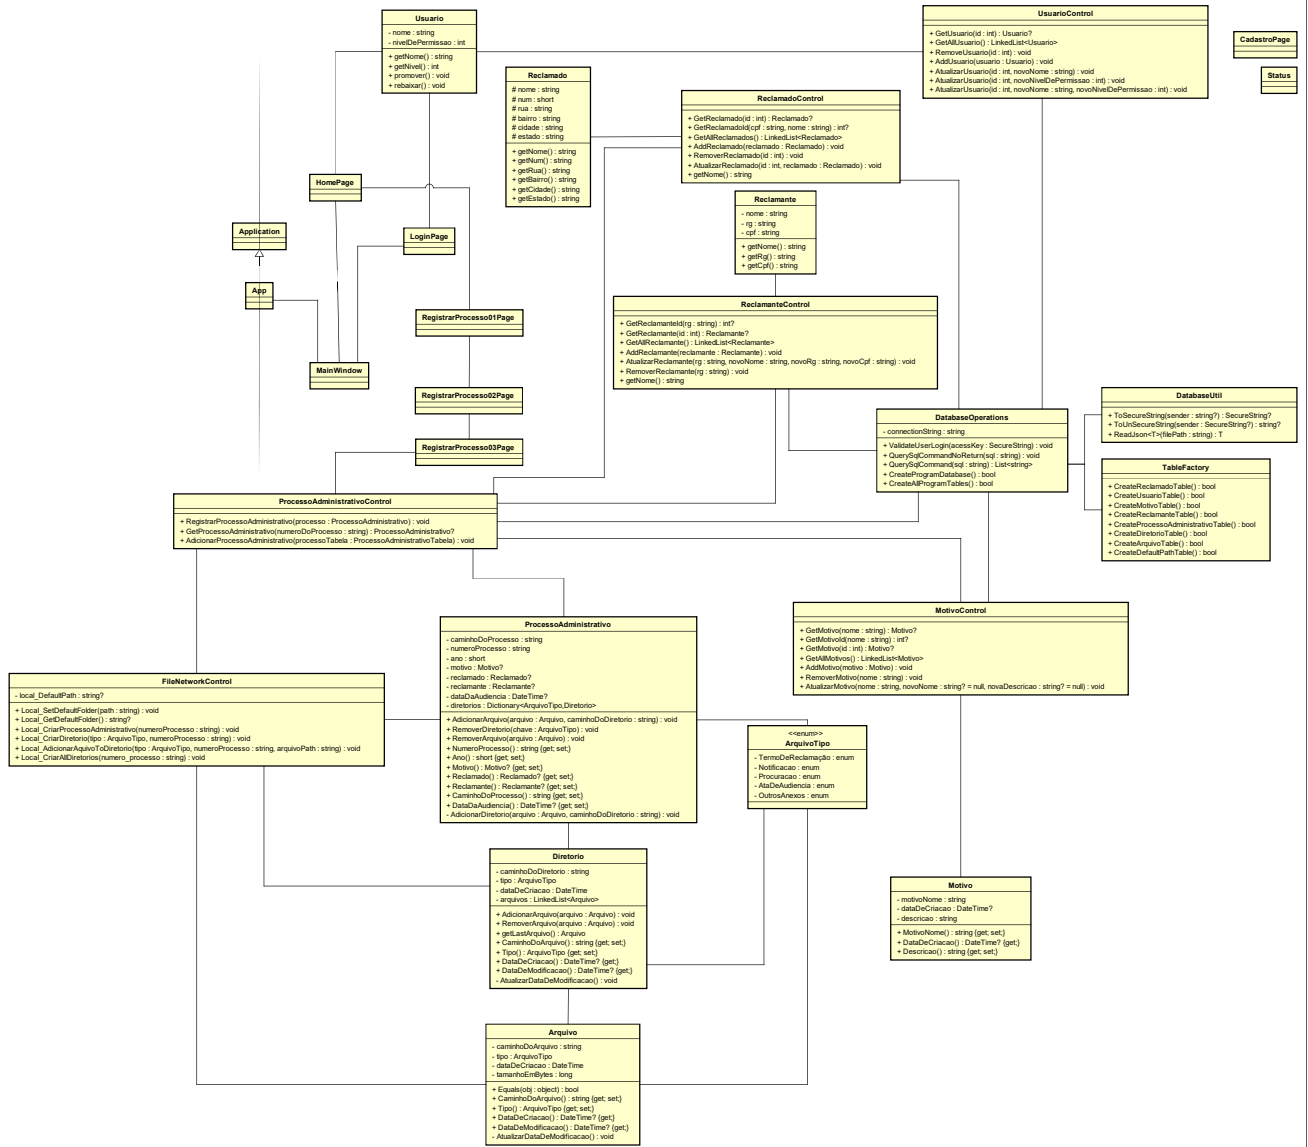 Usuario
- nome : string
- nivelDePermissao : int
+ getNome() : string
+ getNivel() : int
+ promover() : void
+ rebaixar() : void
UsuarioControl
+ GetUsuario(id : int) : Usuario?
+ GetAllUsuario() : LinkedList<Usuario>
+ RemoveUsuario(id : int) : void
+ AddUsuario(usuario : Usuario) : void
+ AtualizarUsuario(id : int, novoNome : string) : void
+ AtualizarUsuario(id : int, novoNivelDePermissao : int) : void
+ AtualizarUsuario(id : int, novoNome : string, novoNivelDePermissao : int) : void
CadastroPage
Status
Reclamado
# nome : string
# num : short
# rua : string
# bairro : string
# cidade : string
# estado : string
+ getNome() : string
+ getNum() : string
+ getRua() : string
+ getBairro() : string
+ getCidade() : string
+ getEstado() : string
ReclamadoControl
+ GetReclamado(id : int) : Reclamado?
+ GetReclamadoId(cpf : string, nome : string) : int?
+ GetAllReclamados() : LinkedList<Reclamado>
+ AddReclamado(reclamado : Reclamado) : void
+ RemoverReclamado(id : int) : void
+ AtualizarReclamado(id : int, reclamado : Reclamado) : void
+ getNome() : string
HomePage
Reclamante
- nome : string
- rg : string
- cpf : string
+ getNome() : string
+ getRg() : string
+ getCpf() : string
Application
LoginPage
App
ReclamanteControl
+ GetReclamanteId(rg : string) : int?
+ GetReclamante(id : int) : Reclamante?
+ GetAllReclamante() : LinkedList<Reclamante>
+ AddReclamante(reclamante : Reclamante) : void
+ AtualizarReclamante(rg : string, novoNome : string, novoRg : string, novoCpf : string) : void
+ RemoverReclamante(rg : string) : void
+ getNome() : string
RegistrarProcesso01Page
MainWindow
RegistrarProcesso02Page
RegistrarProcesso03Page
DatabaseOperations
- connectionString : string
+ ValidateUserLogin(acessKey : SecureString) : void
+ QuerySqlCommandNoReturn(sql : string) : void
+ QuerySqlCommand(sql : string) : List<string>
+ CreateProgramDatabase() : bool
+ CreateAllProgramTables() : bool
DatabaseUtil
+ ToSecureString(sender : string?) : SecureString?
+ ToUnSecureString(sender : SecureString?) : string?
+ ReadJson<T>(filePath : string) : T
TableFactory
+ CreateReclamadoTable() : bool
+ CreateUsuarioTable() : bool
+ CreateMotivoTable() : bool
+ CreateReclamanteTable() : bool
+ CreateProcessoAdministrativoTable() : bool
+ CreateDiretorioTable() : bool
+ CreateArquivoTable() : bool
+ CreateDefaultPathTable() : bool
ProcessoAdministrativoControl
+ RegistrarProcessoAdministrativo(processo : ProcessoAdministrativo) : void
+ GetProcessoAdministrativo(numeroDoProcesso : string) : ProcessoAdministrativo?
+ AdicionarProcessoAdministrativo(processoTabela : ProcessoAdministrativoTabela) : void
ProcessoAdministrativo
- caminhoDoProcesso : string
- numeroProcesso : string
- ano : short
- motivo : Motivo?
- reclamado : Reclamado?
- reclamante : Reclamante?
- dataDaAudiencia : DateTime?
- diretorios : Dictionary<ArquivoTipo,Diretorio>
+ AdicionarArquivo(arquivo : Arquivo, caminhoDoDiretorio : string) : void
+ RemoverDiretorio(chave : ArquivoTipo) : void
+ RemoverArquivo(arquivo : Arquivo) : void
+ NumeroProcesso() : string {get; set;}
+ Ano() : short {get; set;}
+ Motivo() : Motivo? {get; set;}
+ Reclamado() : Reclamado? {get; set;}
+ Reclamante() : Reclamante? {get; set;}
+ CaminhoDoProcesso() : string {get; set;}
+ DataDaAudiencia() : DateTime? {get; set;}
- AdicionarDiretorio(arquivo : Arquivo, caminhoDoDiretorio : string) : void
MotivoControl
+ GetMotivo(nome : string) : Motivo?
+ GetMotivoId(nome : string) : int?
+ GetMotivo(id : int) : Motivo?
+ GetAllMotivos() : LinkedList<Motivo>
+ AddMotivo(motivo : Motivo) : void
+ RemoverMotivo(nome : string) : void
+ AtualizarMotivo(nome : string, novoNome : string? = null, novaDescricao : string? = null) : void
FileNetworkControl
- local_DefaultPath : string?
+ Local_SetDefaultFolder(path : string) : void
+ Local_GetDefaultFolder() : string?
+ Local_CriarProcessoAdministrativo(numeroProcesso : string) : void
+ Local_CriarDiretorio(tipo : ArquivoTipo, numeroProcesso : string) : void
+ Local_AdicionarAquivoToDiretorio(tipo : ArquivoTipo, numeroProcesso : string, arquivoPath : string) : void
+ Local_CriarAllDiretorios(numero_processo : string) : void
<<enum>>
ArquivoTipo
- TermoDeReclamação : enum
- Notificacao : enum
- Procuracao : enum
- AtaDeAudiencia : enum
- OutrosAnexos : enum
Diretorio
- caminhoDoDiretorio : string
- tipo : ArquivoTipo
- dataDeCriacao : DateTime
- arquivos : LinkedList<Arquivo>
+ AdicionarArquivo(arquivo : Arquivo) : void
+ RemoverArquivo(arquivo : Arquivo) : void
+ getLastArquivo() : Arquivo
+ CaminhoDoArquivo() : string {get; set;}
+ Tipo() : ArquivoTipo {get; set;}
+ DataDeCriacao() : DateTime? {get;}
+ DataDeModificacao() : DateTime? {get;}
- AtualizarDataDeModificacao() : void
Motivo
- motivoNome : string
- dataDeCriacao : DateTime?
- descricao : string
+ MotivoNome() : string {get; set;}
+ DataDeCriacao() : DateTime? {get;}
+ Descricao() : string {get; set;}
Arquivo
- caminhoDoArquivo : string
- tipo : ArquivoTipo
- dataDeCriacao : DateTime
- tamanhoEmBytes : long
+ Equals(obj : object) : bool
+ CaminhoDoArquivo() : string {get; set;}
+ Tipo() : ArquivoTipo {get; set;}
+ DataDeCriacao() : DateTime? {get;}
+ DataDeModificacao() : DateTime? {get;}
- AtualizarDataDeModificacao() : void